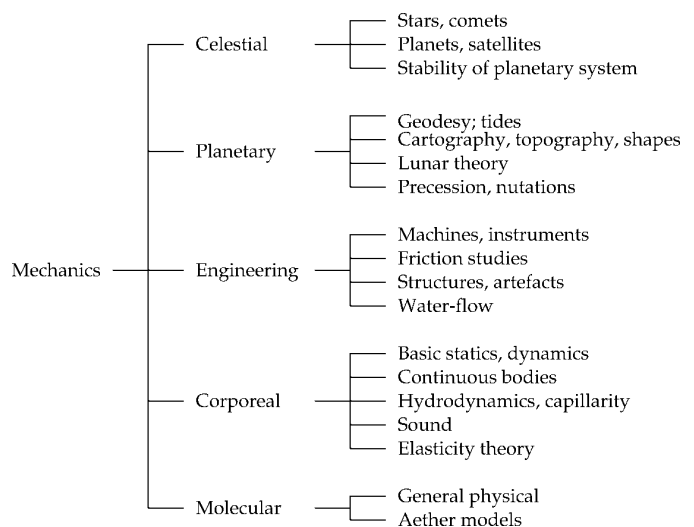 Mechanics
Celestial
Stars, comets
Planets, satellites
Stability of planetary system
Planetary
Geodesy; tides
Cartography, topography, shapes
Lunar theory
Precession, nutations
Engineering
Machines, instruments
Friction studies
Structures, artefacts
Water-flow
Corporeal
Basic statics, dynamics
Continuous bodies
Hydrodynamics, capillarity
Sound
Elasticity theory
Molecular
General physical
Aether models